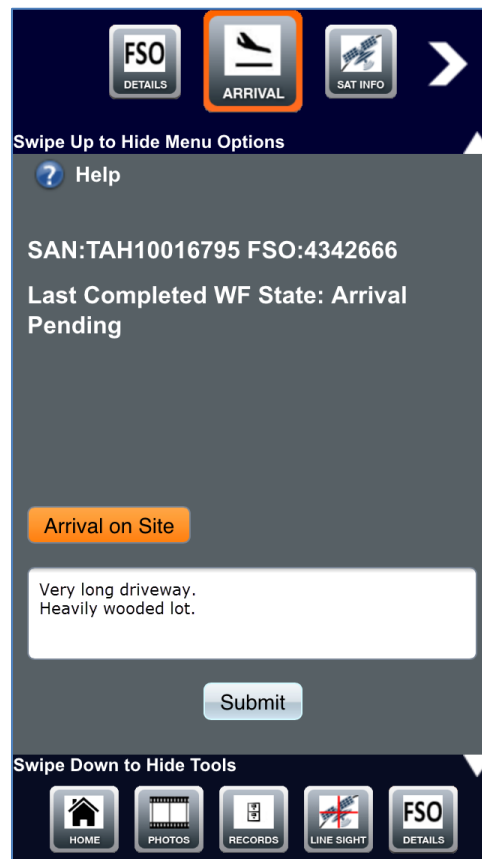 FSO
DETAILS
ARRIVAL
SAT INFO
Swipe Up to Hide Menu Options
? Help
SAN:TAH10016795 FSO:4342666
Last Completed WF State: Arrival
Pending
Arrival on Site
Very long driveway.
Heavily wooded lot.
Submit
Swipe Down to Hide Tools
HOME
PHOTOS
RECORDS
LINE SIGHT
FSO
DETAILS